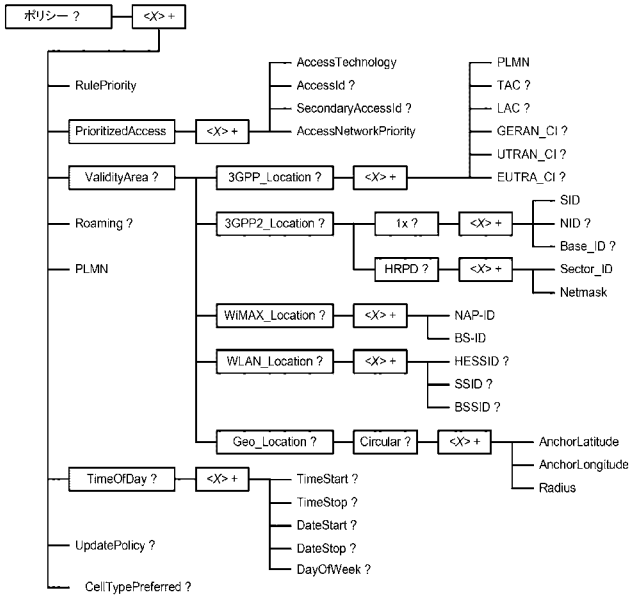 ポリシー ?
<X> +
RulePriority
PrioritizedAccess
<X> +
AccessTechnology
AccessId ?
SecondaryAccessId ?
AccessNetworkPriority
ValidityArea ?
3GPP_Location ?
<X> +
PLMN
TAC ?
LAC ?
GERAN_CI ?
UTRAN_CI ?
EUTRA_CI ?
3GPP2_Location ?
1x ?
<X> +
SID
NID ?
Base_ID ?
HRPD ?
<X> +
Sector_ID
Netmask
WiMAX_Location ?
<X> +
NAP-ID
BS-ID
WLAN_Location ?
<X> +
HESSID ?
SSID ?
BSSID ?
Geo_Location ?
Circular ?
<X> +
AnchorLatitude
AnchorLongitude
Radius
Roaming ?
PLMN
TimeOfDay ?
<X> +
TimeStart ?
TimeStop ?
DateStart ?
DateStop ?
DayOfWeek ?
UpdatePolicy ?
CellTypePreferred ?